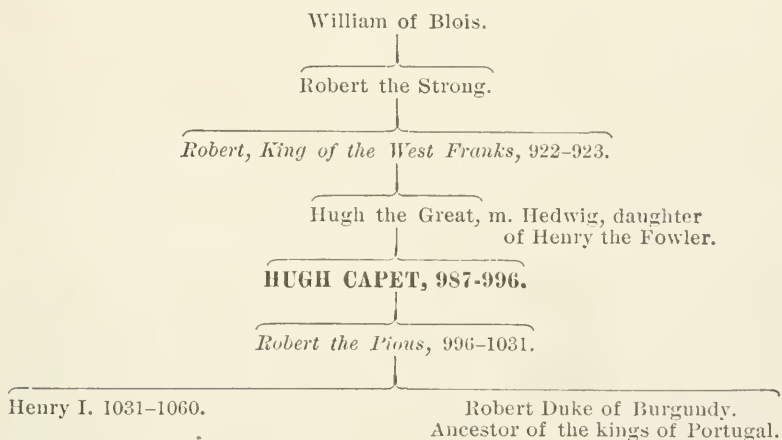 William of Blois.
Robert the Strong.
Robert, King of the West Franks, 922–923.
Hugh the Great, m. Hedwig, daughter
of Henry the Fowler.
HUGH CAPET, 987-996.
Robert the Pious, 996–1031.
Henry I. 1031–1060.
Robert Duke of Burgundy.
Ancestor of the kings of Portugal.